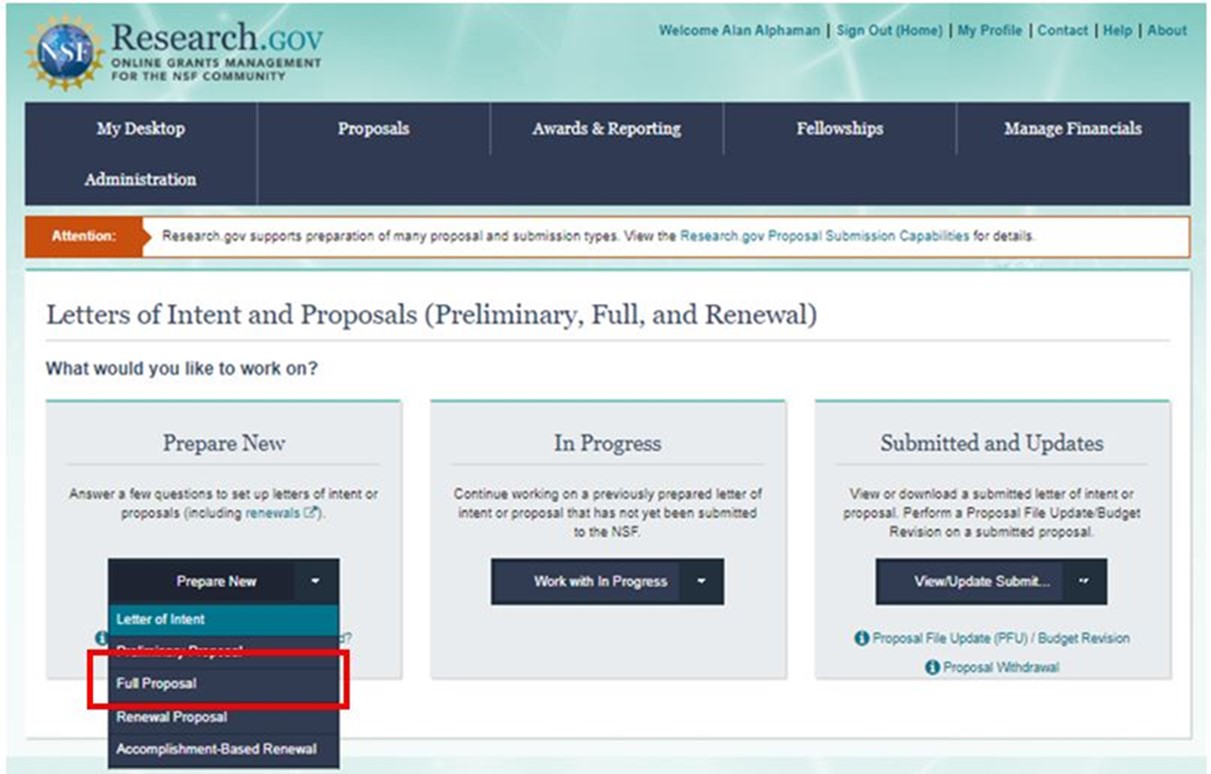 NSF
Research.GOV
ONLINE GRANTS MANAGEMENT
FOR THE NSF COMMUNITY
Welcome Alan Alphaman | Sign Out (Home) | My Profile | Contact | Help | About
My Desktop
Proposals
Awards & Reporting
Fellowships
Manage Financials
Administration
Attention:
Research.gov supports preparation of many proposal and submission types. View the Research.gov Proposal Submission Capabilities for details.
Letters of Intent and Proposals (Preliminary, Full, and Renewal)
What would you like to work on?
Prepare New
Answer a few questions to set up letters of intent or
proposals (including renewals).
Prepare New
Letter of Intent
d?
Preliminary Proposal
Full Proposal
Renewal Proposal
Accomplishment-Based Renewal
In Progress
Continue working on a previously prepared letter of
intent or proposal that has not yet been submitted
to the NSF.
Work with In Progress
Submitted and Updates
View or download a submitted letter of intent or
proposal. Perform a Proposal File Update/Budget
Revision on a submitted proposal.
View/Update Submit...
Proposal File Update (PFU) / Budget Revision
Proposal Withdrawal